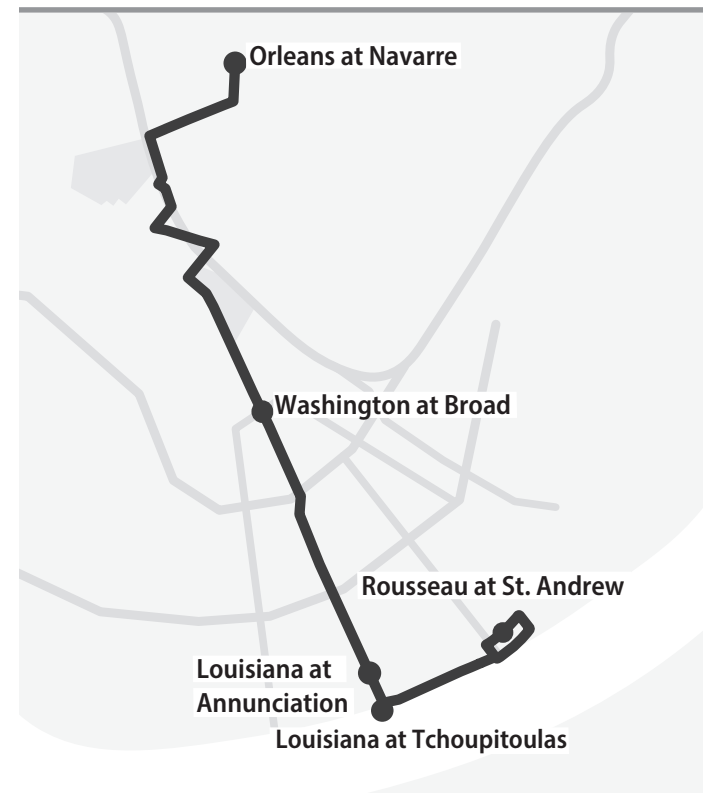 Orleans at Navarre
Washington at Broad
Rousseau at St. Andrew
Louisiana at
Annunciation
Louisiana at Tchoupitoulas